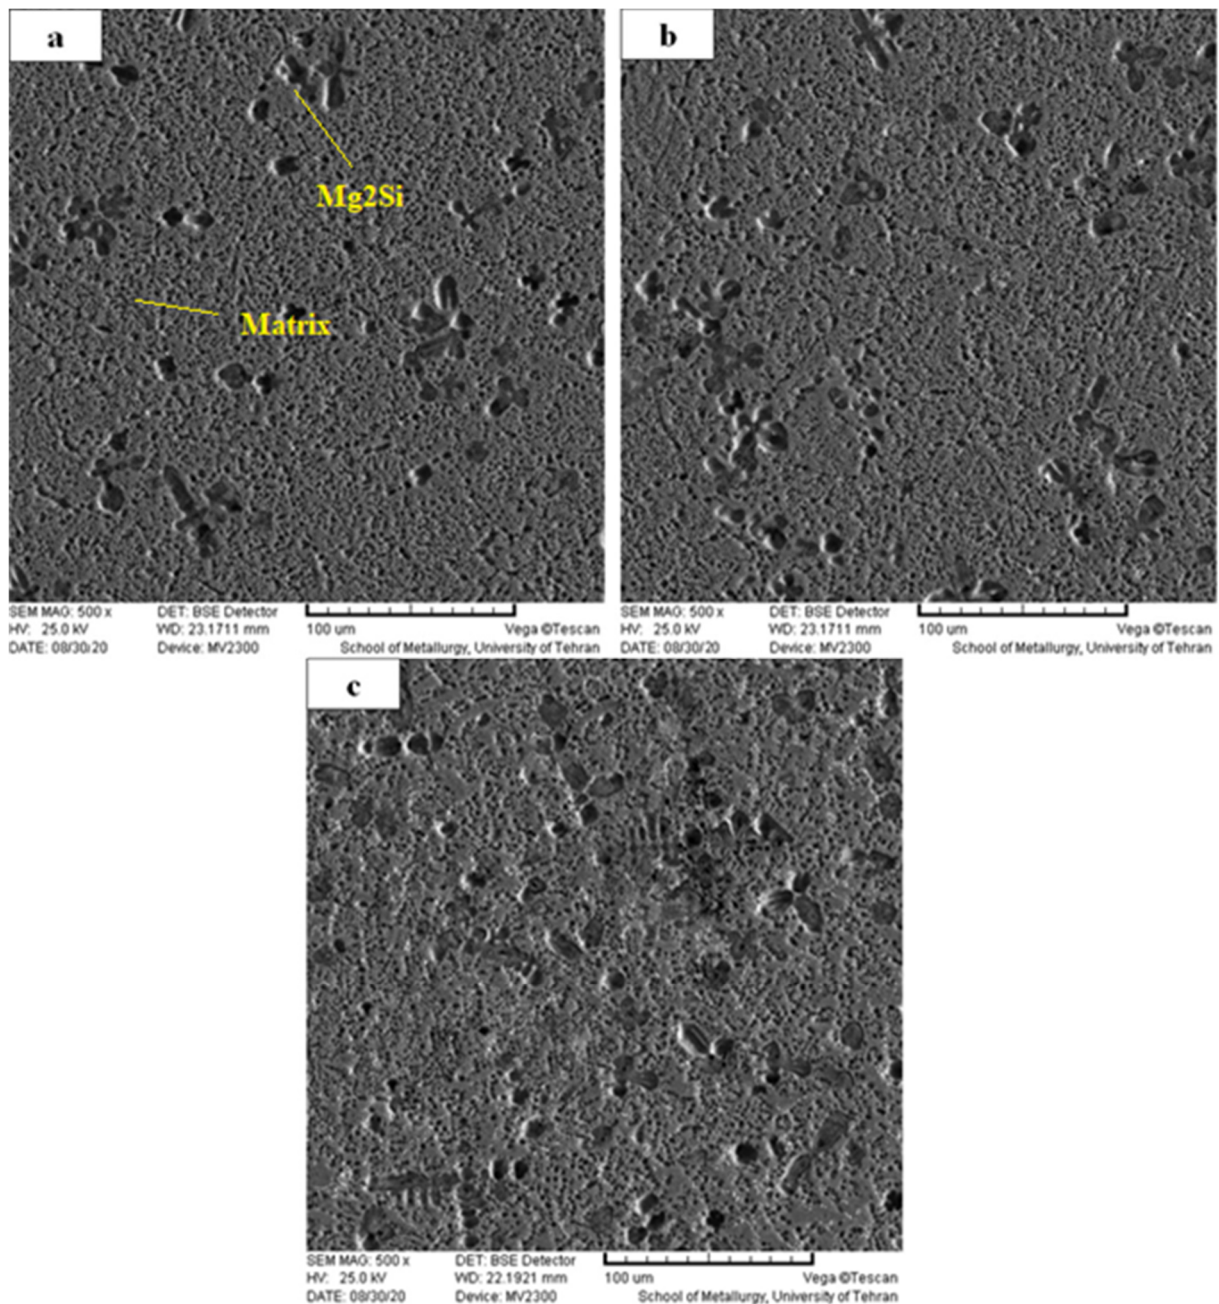 a
Mg2Si
Matrix
SEM MAG: 500 x DET: BSE Detector
HV: 25.0 kV WD: 23.1711 mm 100 um Vega ©Tescan
DATE: 08/30/20 Device: MV2300 School of Metallurgy, University of Tehran
b
SEM MAG: 500 x DET: BSE Detector
HV: 25.0 kV WD: 23.1711 mm 100 um Vega ©Tescan
DATE: 08/30/20 Device: MV2300 School of Metallurgy, University of Tehran
c
SEM MAG: 500 x DET: BSE Detector
HV: 25.0 kV WD: 22.1921 mm 100 um Vega ©Tescan
DATE: 08/30/20 Device: MV2300 School of Metallurgy, University of Tehran